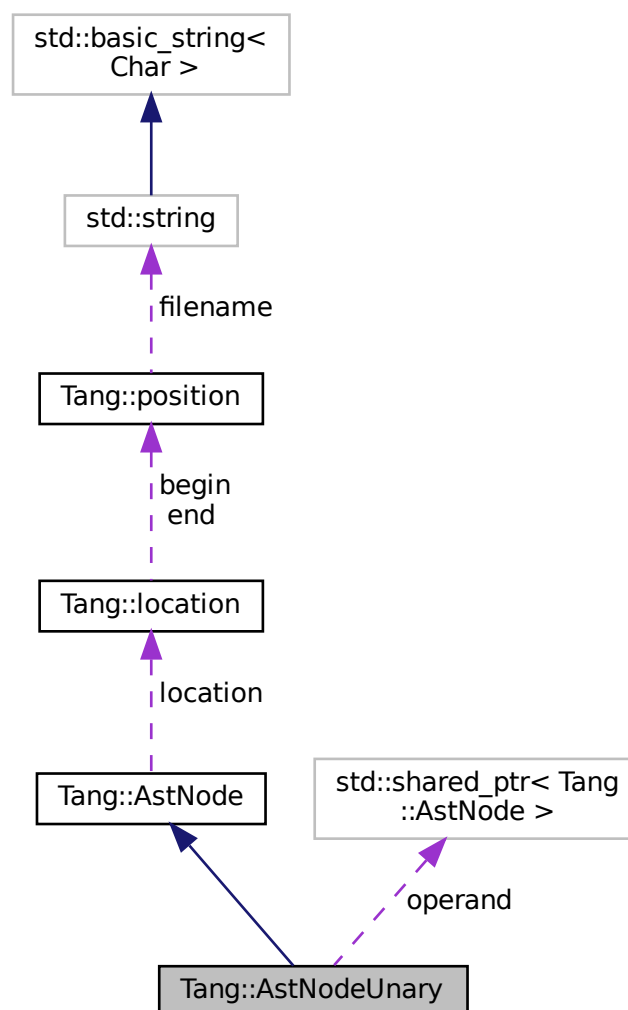 std::basic_string<
Char >
std::string
filename
Tang::position
begin
end
Tang::location
location
Tang::AstNode
std::shared_ptr< Tang
::AstNode >
operand
Tang::AstNodeUnary